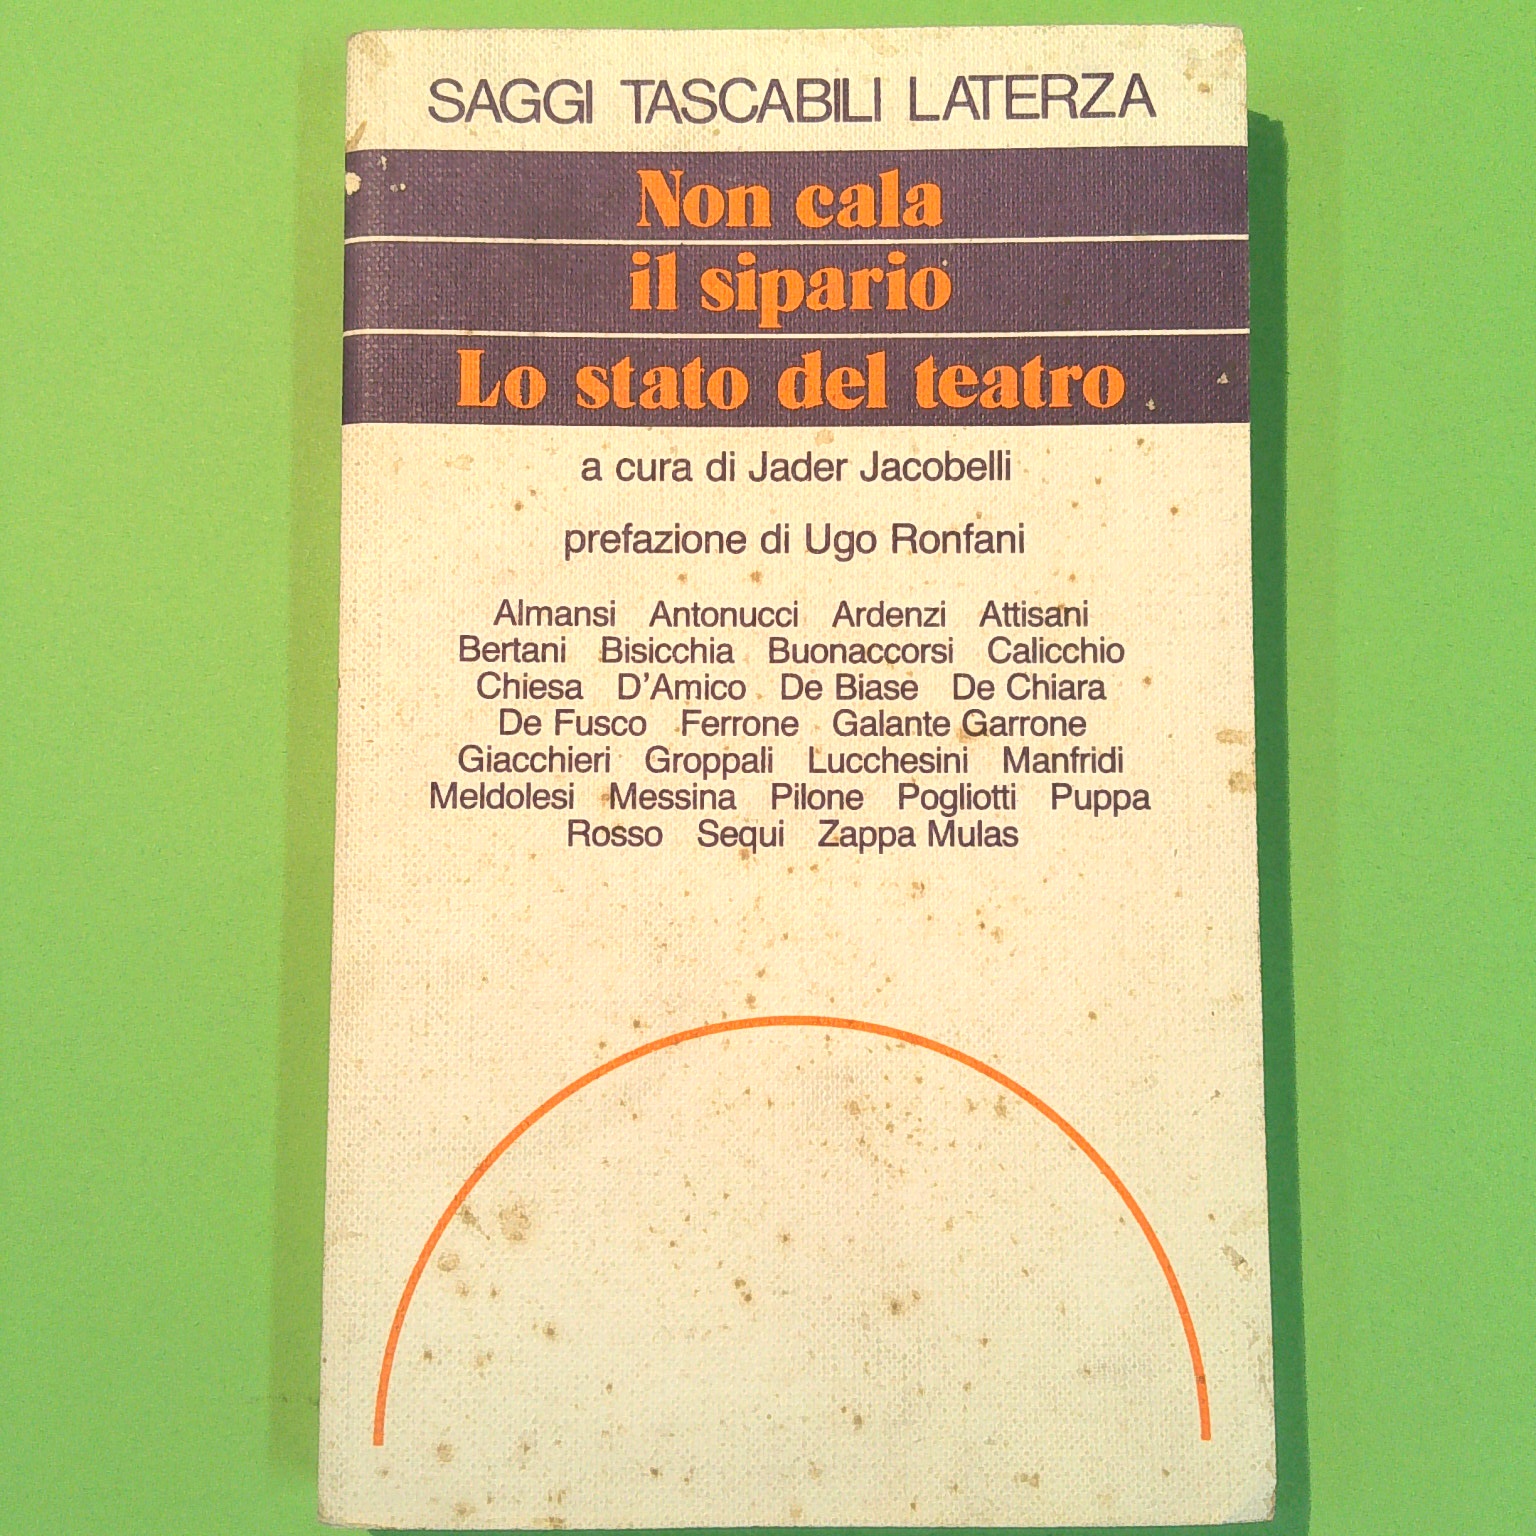 SAGGI TASCABILI LATERZA
Non cala
il sipario
Lo stato del teatro
a cura di Jader Jacobelli
prefazione di Ugo Ronfani
Almansi Antonucci Ardenzi Attisani
Bertani Bisicchia Buonaccorsi Calicchio
Chiesa D'Amico De Biase De Chiara
De Fusco Ferrone Galante Garrone
Giacchieri Groppali Lucchesini Manfridi
Meldolesi Messina Pilone Pogliotti Puppa
Rosso Sequi Zappa Mulas